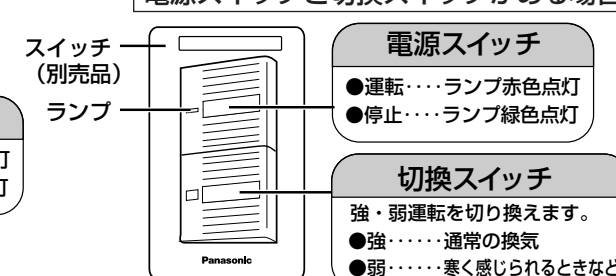 電源スイッチと切換スイッチがある場合
スイッチ
（別売品）
ランプ
電源スイッチ
●運転‥‥ランプ赤色点灯
●停止‥‥ランプ緑色点灯
灯
灯
切換スイッチ
強・弱運転を切り換えます。
●強‥‥‥通常の換気
●弱‥‥‥寒く感じられるときなど
Panasonic